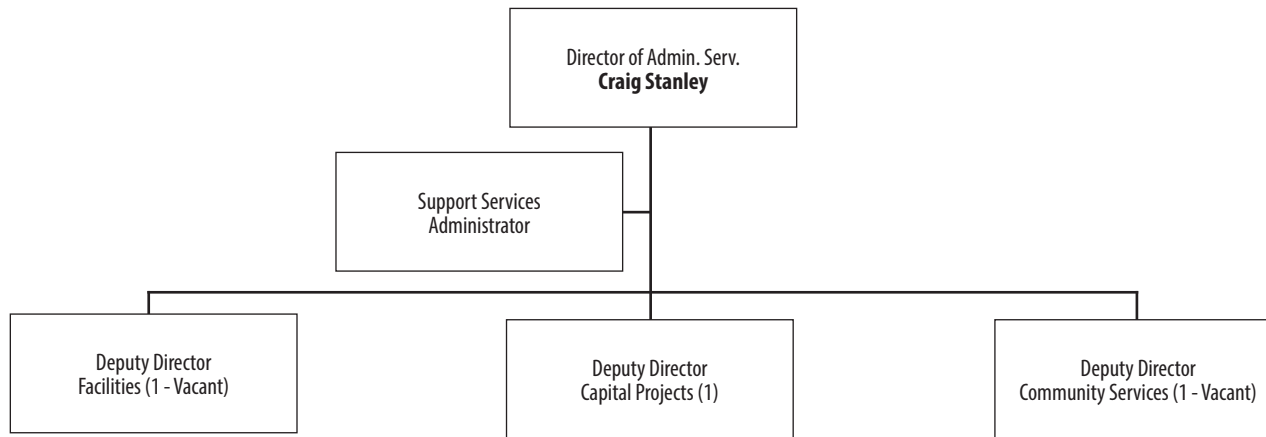 Director of Admin. Serv.
Craig Stanley
Support Services
Administrator
Deputy Director
Facilities (1 - Vacant)
Deputy Director
Capital Projects (1)
Deputy Director
Community Services (1 - Vacant)